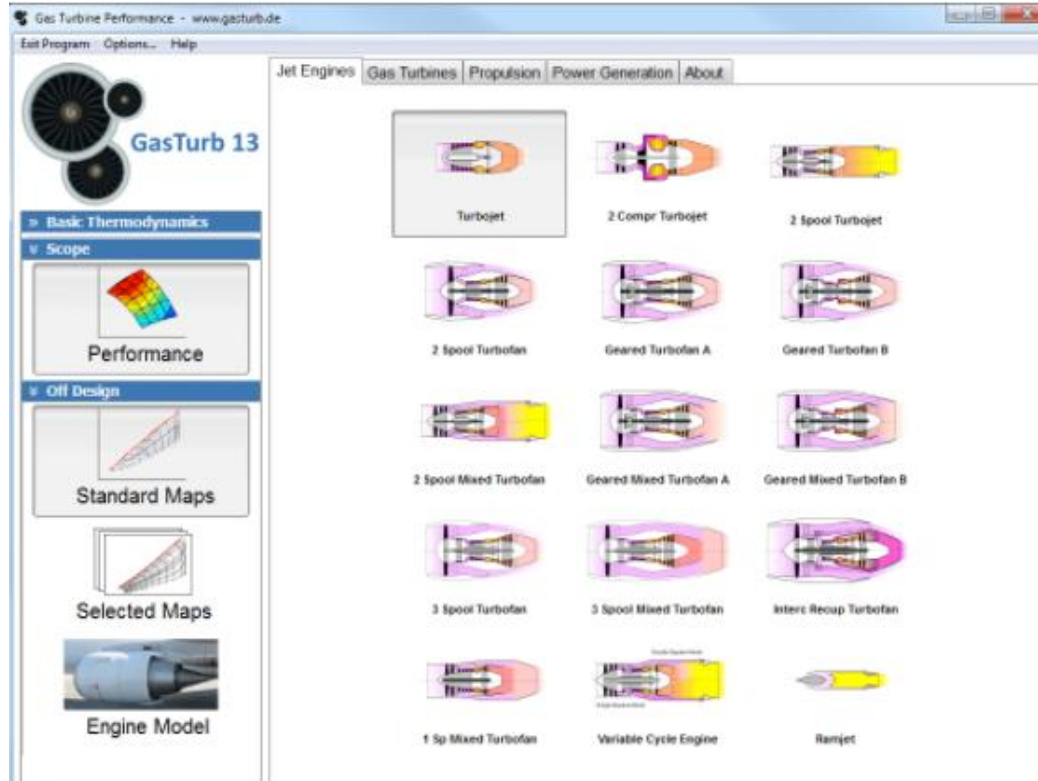 Gas Turbine Performance - www.gasturb.de
Exit Program Options... Help
GasTurb 13
Basic Thermodynamics
Scope
Performance
Off Design
Standard Maps
Selected Maps
Engine Model
Jet Engines Gas Turbines Propulsion Power Generation About
Turbojet 2 Compr Turbojet 2 Spool Turbojet
2 Spool Turbofan Geared Turbofan A Geared Turbofan B
2 Spool Mixed Turbofan Geared Mixed Turbofan A Geared Mixed Turbofan B
3 Spool Turbofan 3 Spool Mixed Turbofan Interc Recup Turbofan
1 Sp Mixed Turbofan Variable Cycle Engine Ramjet